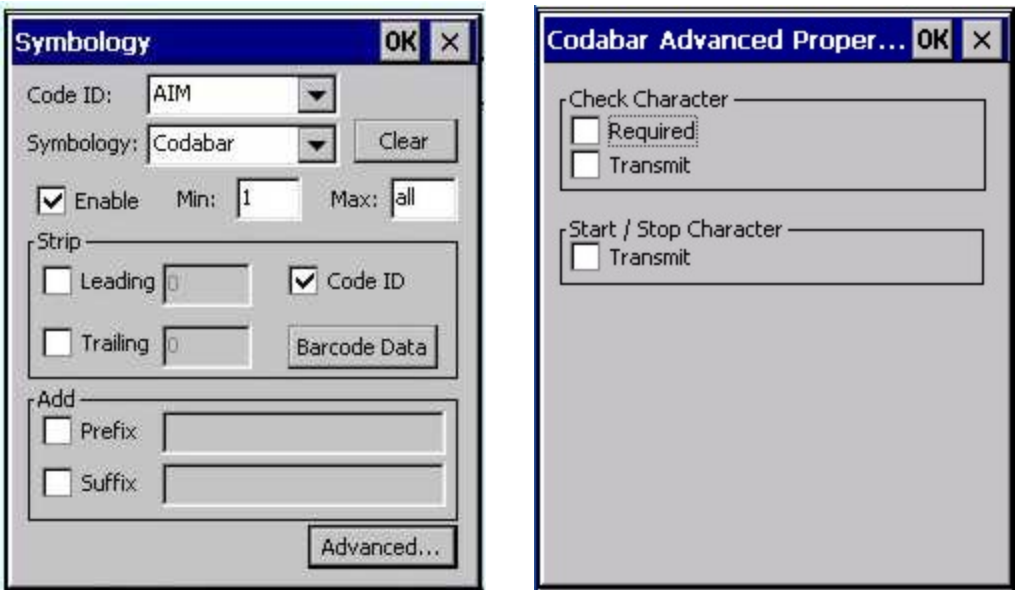 Symbology OK ×
Code ID: AIM
Symbology: Codabar Clear
Enable Min: 1 Max: all
Strip
Leading 0 Code ID
Trailing 0 Barcode Data
Add
Prefix
Suffix
Advanced...
Codabar Advanced Proper... OK ×
Check Character
Required
Transmit
Start / Stop Character
Transmit